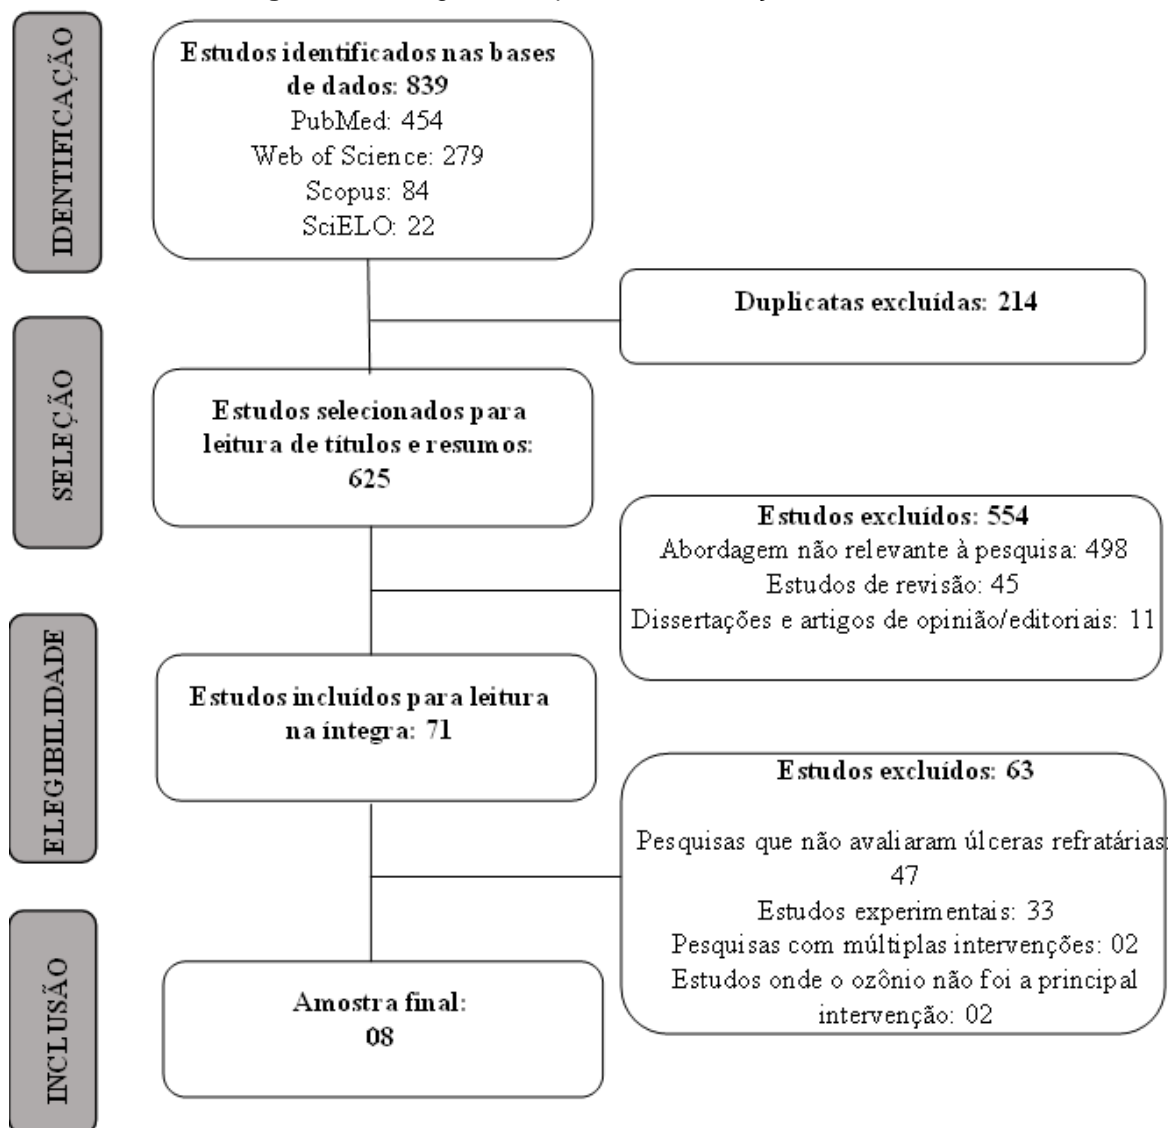 IDENTIFICAÇÃO
Estudos identificados nas bases
de dados: 839
PubMed: 454
Web of Science: 279
Scopus: 84
SciELO: 22
Duplicatas excluídas: 214
SELEÇÃO
Estudos selecionados para
leitura de títulos e resumos:
625
Estudos excluídos: 554
Abordagem não relevante à pesquisa: 498
Estudos de revisão: 45
Dissertações e artigos de opinião/editoriais: 11
ELEGIBILIDADE
Estudos incluídos para leitura
na íntegra: 71
Estudos excluídos: 63
Pesquisas que não avaliaram úlceras refratárias:
47
Estudos experimentais: 33
Pesquisas com múltiplas intervenções: 02
Estudos onde o ozônio não foi a principal
intervenção: 02
INCLUSÃO
Amostra final:
08